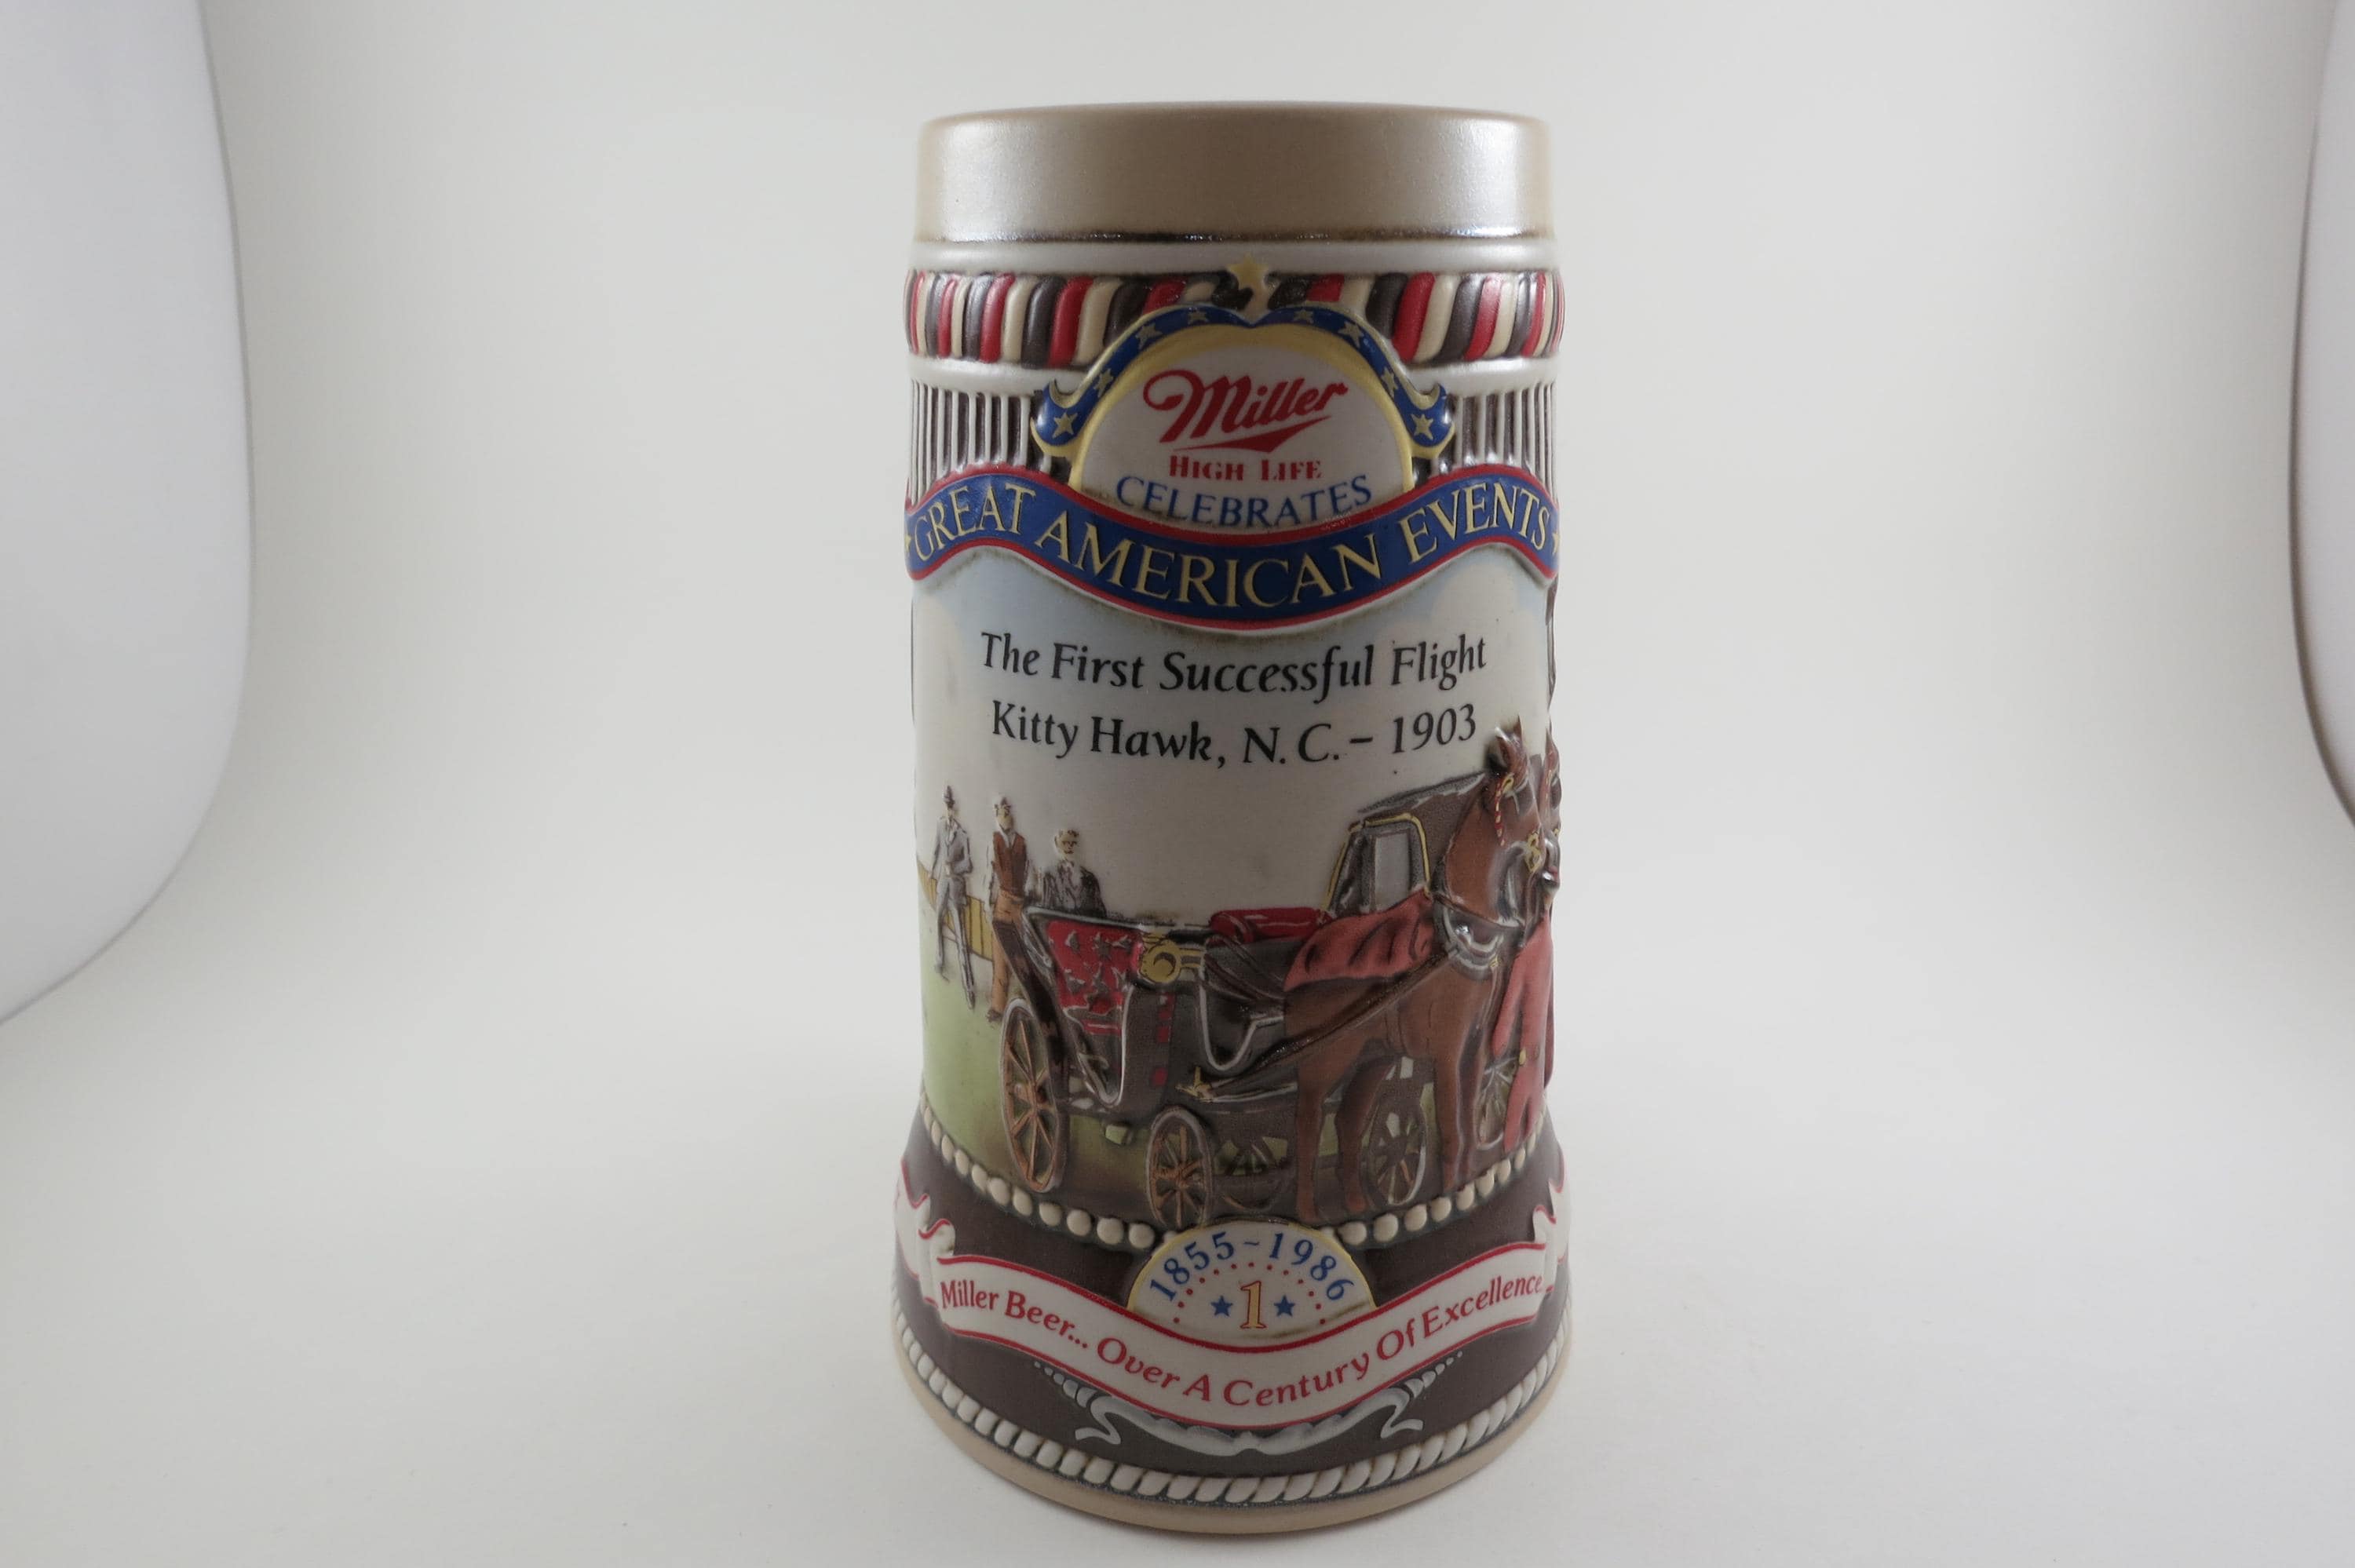 Miller
HIGH LIFE
CELEBRATES
GREAT AMERICAN EVENTS
The First Successful Flight
Kitty Hawk, N.C. – 1903
1855~1986
1
Miller Beer... Over A Century Of Excellence